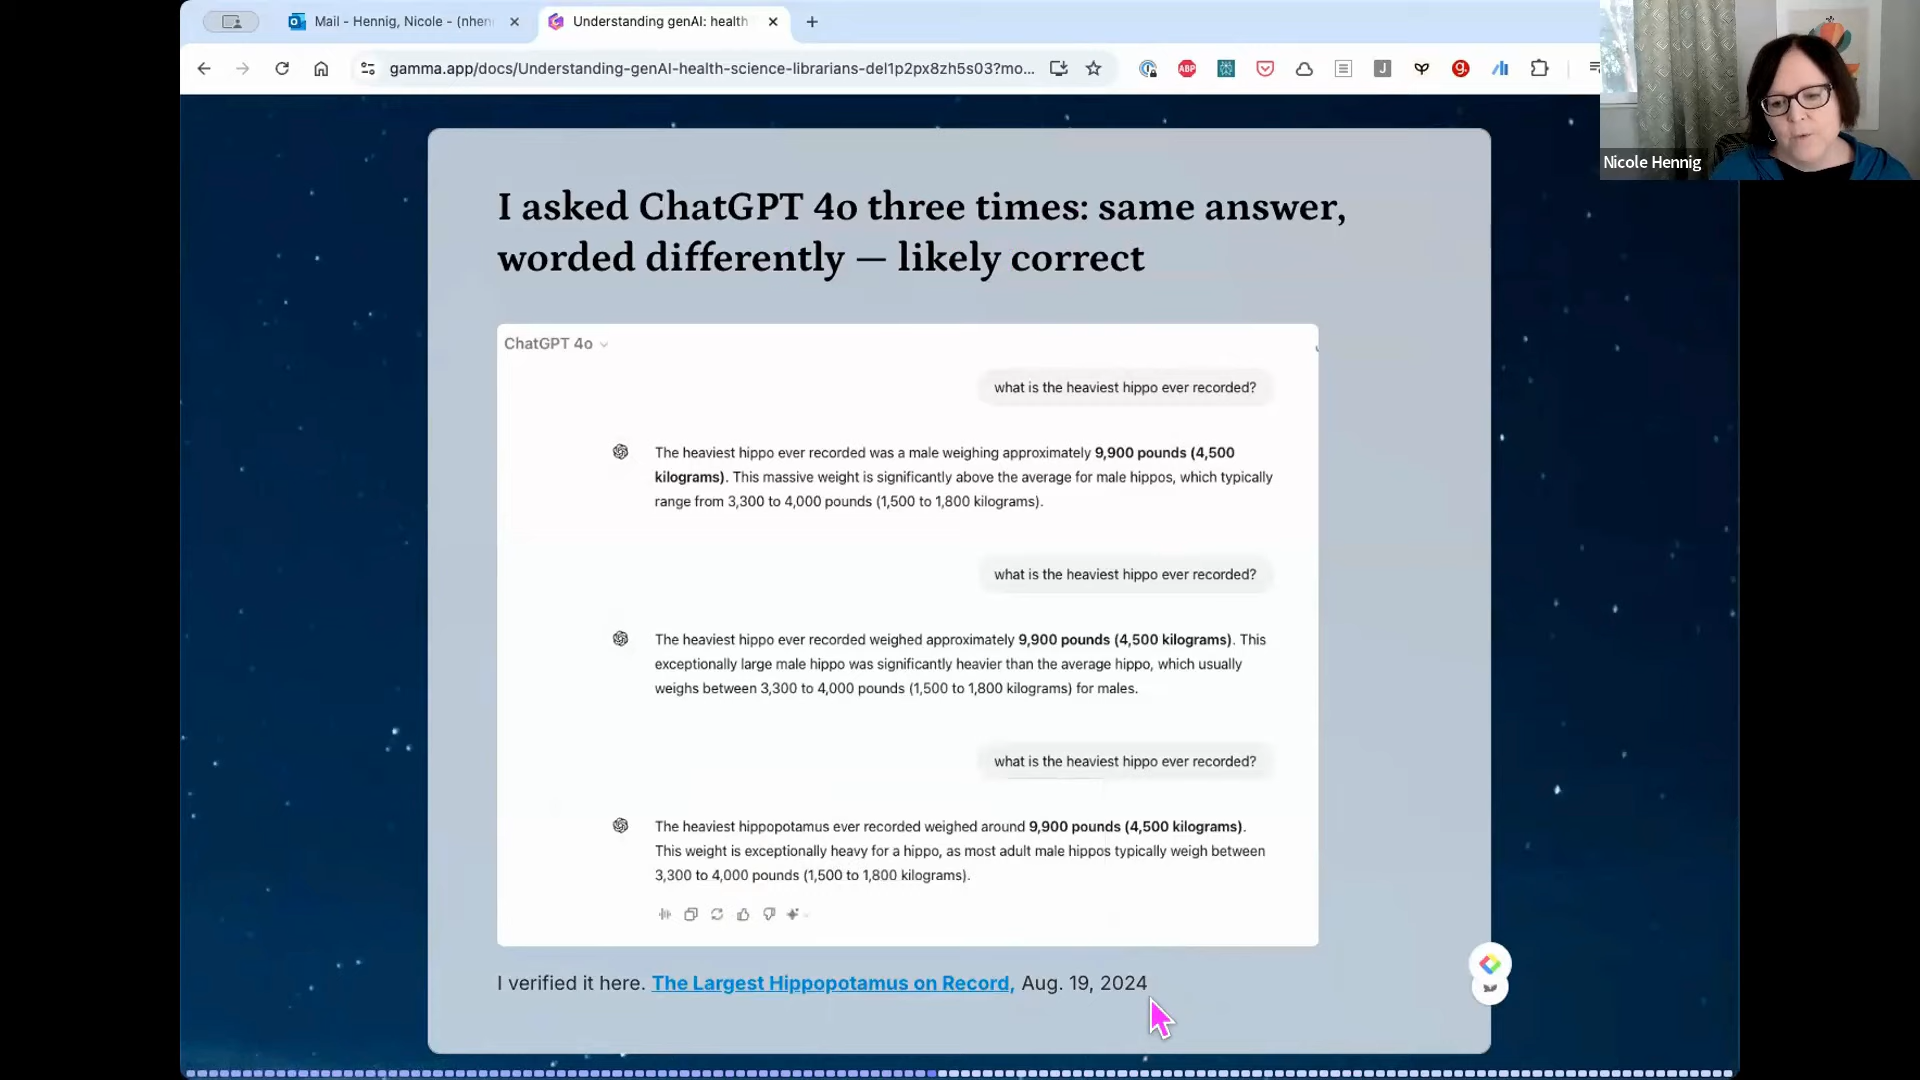 Mail - Hennig, Nicole - (nhen
Understanding genAI: health
gamma.app/docs/Understanding-genAI-health-science-librarians-del1p2px8zh5s03?mo...
ABP
J
g.
Nicole Hennig
I asked ChatGPT 4o three times: same answer,
worded differently — likely correct
ChatGPT 4o
what is the heaviest hippo ever recorded?
The heaviest hippo ever recorded was a male weighing approximately 9,900 pounds (4,500
kilograms). This massive weight is significantly above the average for male hippos, which typically
range from 3,300 to 4,000 pounds (1,500 to 1,800 kilograms).
what is the heaviest hippo ever recorded?
The heaviest hippo ever recorded weighed approximately 9,900 pounds (4,500 kilograms). This
exceptionally large male hippo was significantly heavier than the average hippo, which usually
weighs between 3,300 to 4,000 pounds (1,500 to 1,800 kilograms) for males.
what is the heaviest hippo ever recorded?
The heaviest hippopotamus ever recorded weighed around 9,900 pounds (4,500 kilograms).
This weight is exceptionally heavy for a hippo, as most adult male hippos typically weigh between
3,300 to 4,000 pounds (1,500 to 1,800 kilograms).
I verified it here. The Largest Hippopotamus on Record, Aug. 19, 2024